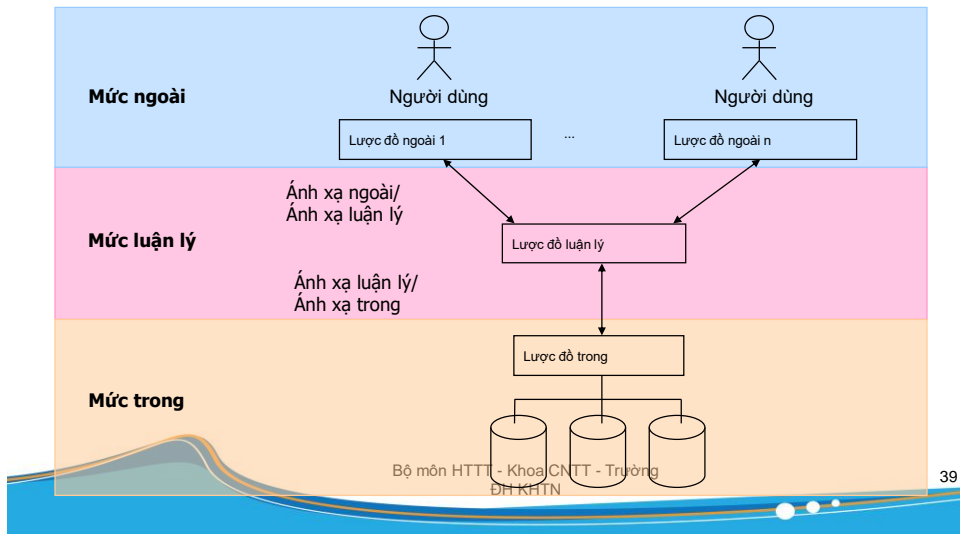 Mức ngoài
Người dùng
Người dùng
Lược đồ ngoài 1
...
Lược đồ ngoài n
Ánh xạ ngoài/
Ánh xạ luận lý
Mức luận lý
Lược đồ luận lý
Ánh xạ luận lý/
Ánh xạ trong
Lược đồ trong
Mức trong
Bộ môn HTTT - Khoa CNTT - Trường
ĐH KHTN
39